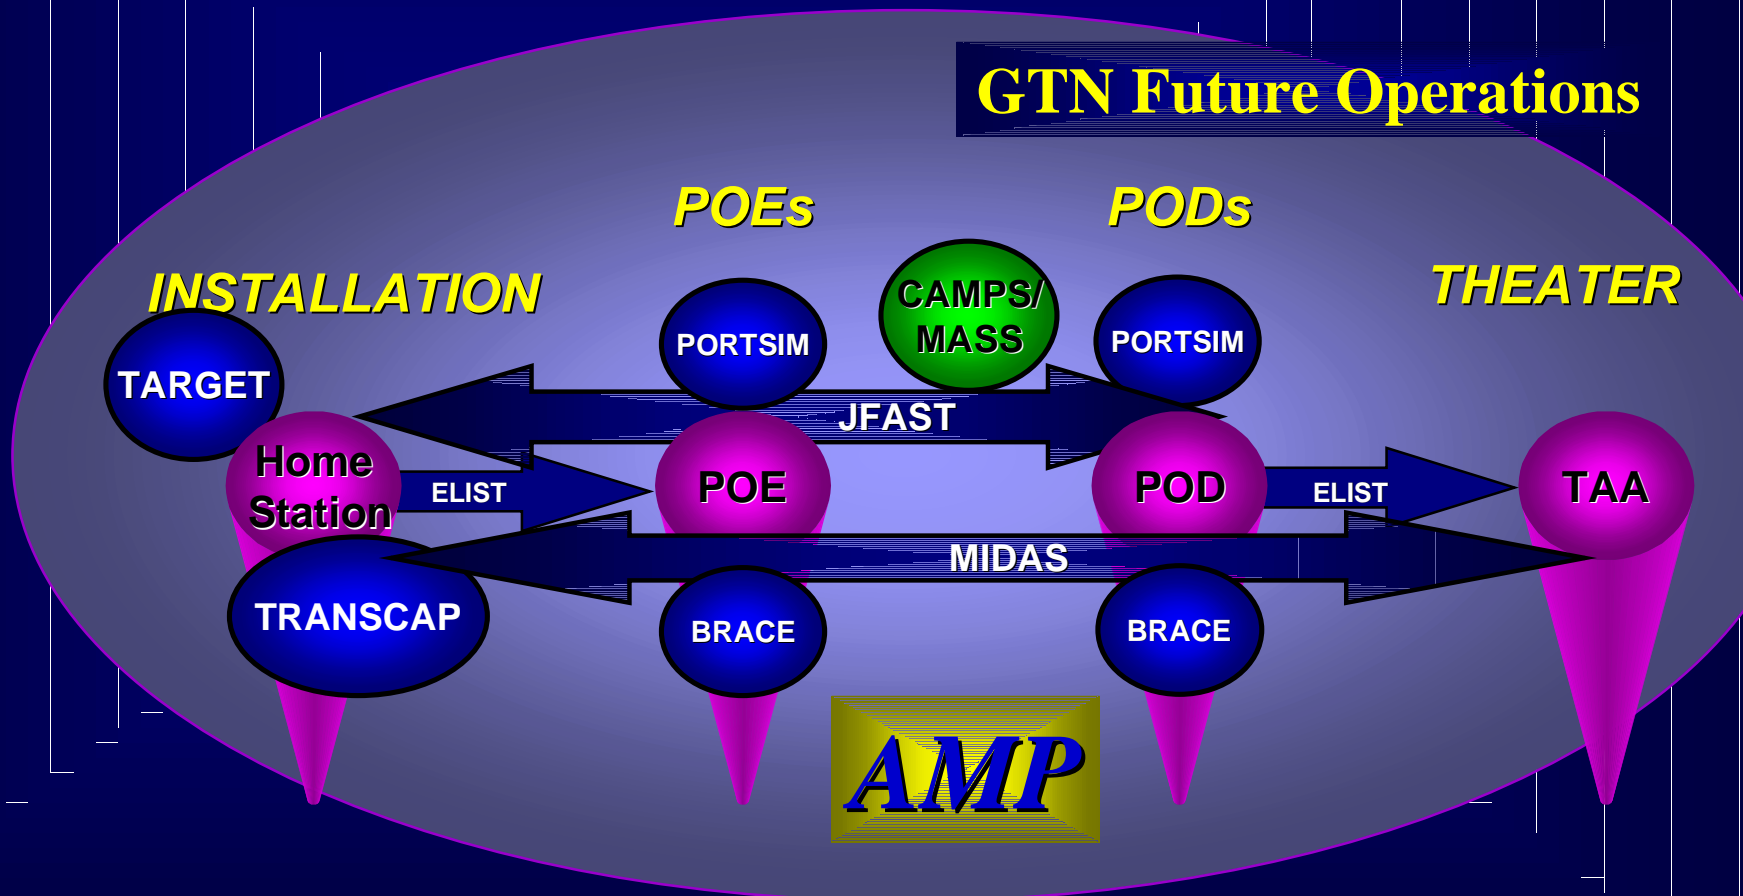 GTN Future Operations
POEs
PODs
INSTALLATION
THEATER
CAMPS/
MASS
PORTSIM
PORTSIM
TARGET
JFAST
Home
Station
ELIST
POE
POD
ELIST
TAA
MIDAS
TRANSCAP
BRACE
BRACE
AMP